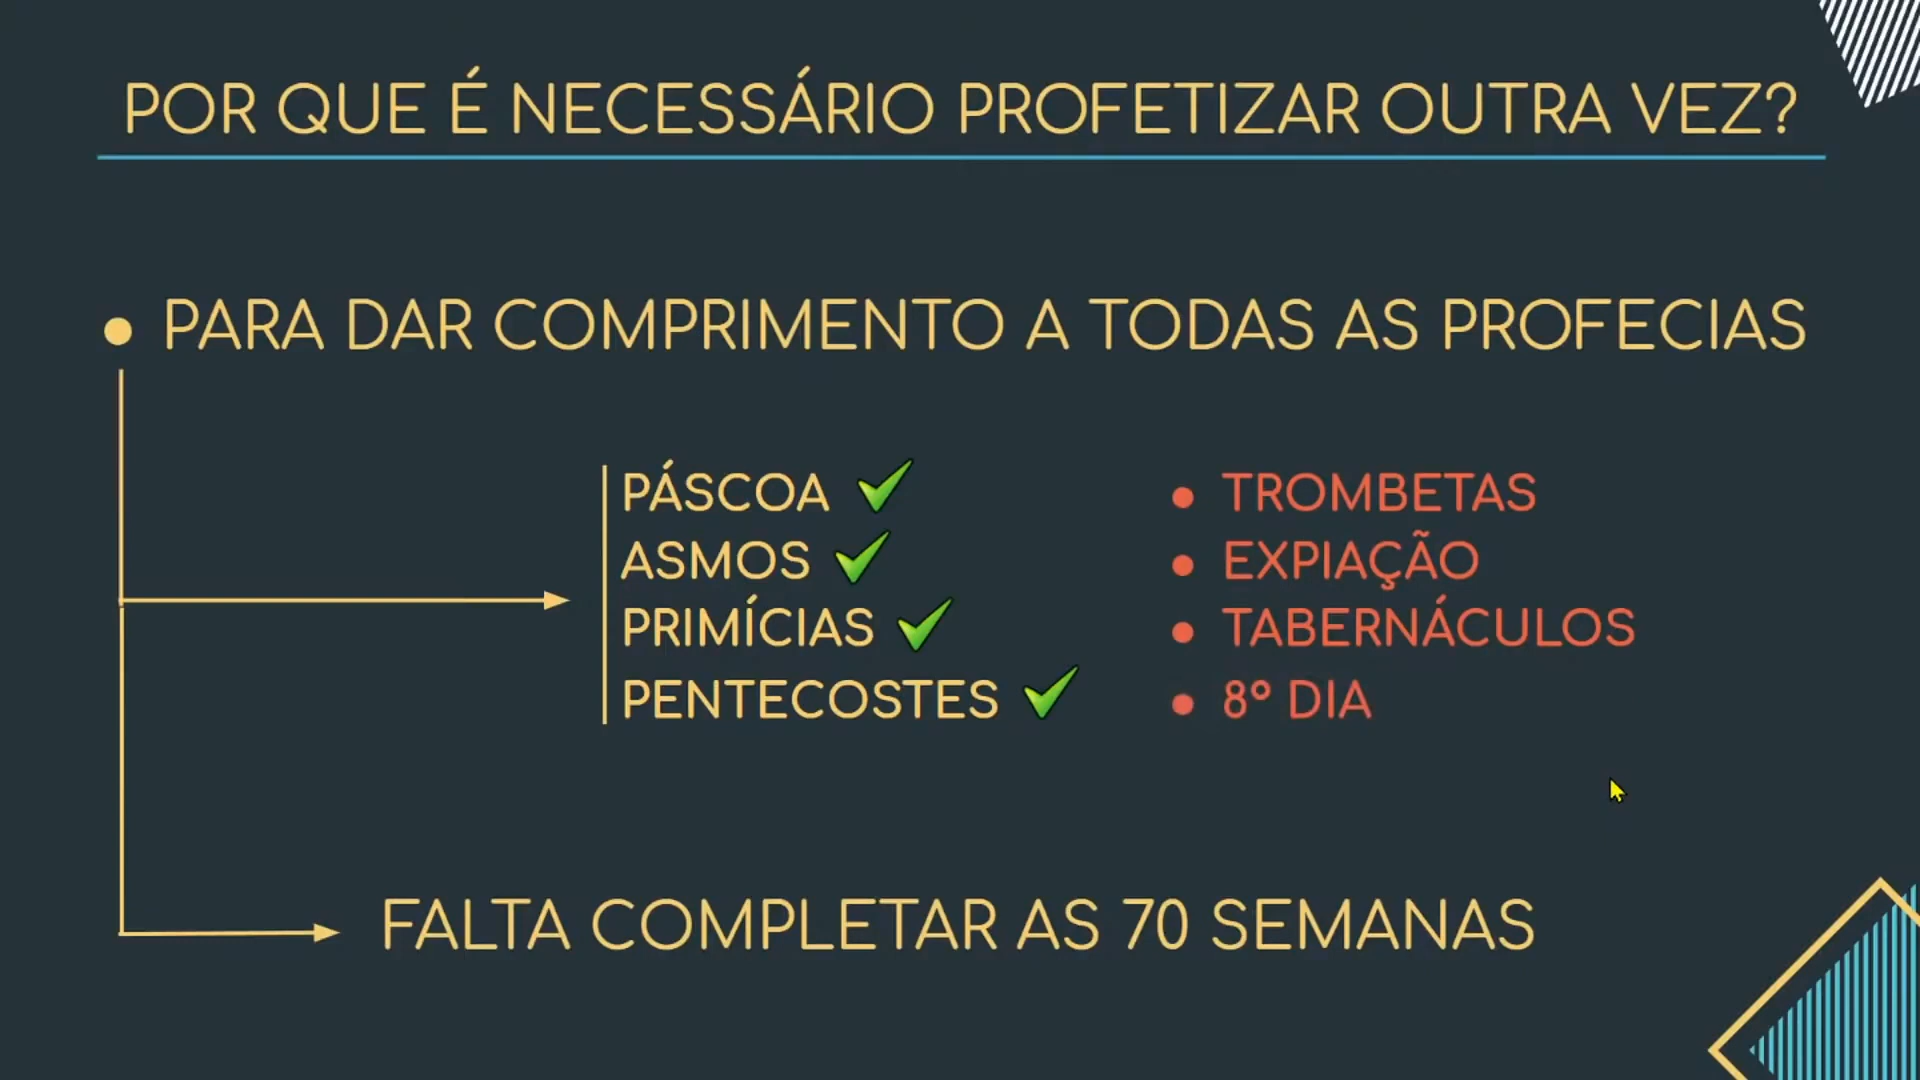 POR QUE É NECESSÁRIO PROFETIZAR OUTRA VEZ?
PARA DAR COMPRIMENTO A TODAS AS PROFECIAS
PÁSCOA
ASMOS
PRIMÍCIAS
PENTECOSTES
TROMBETAS
EXPIAÇÃO
TABERNÁCULOS
8º DIA
FALTA COMPLETAR AS 70 SEMANAS